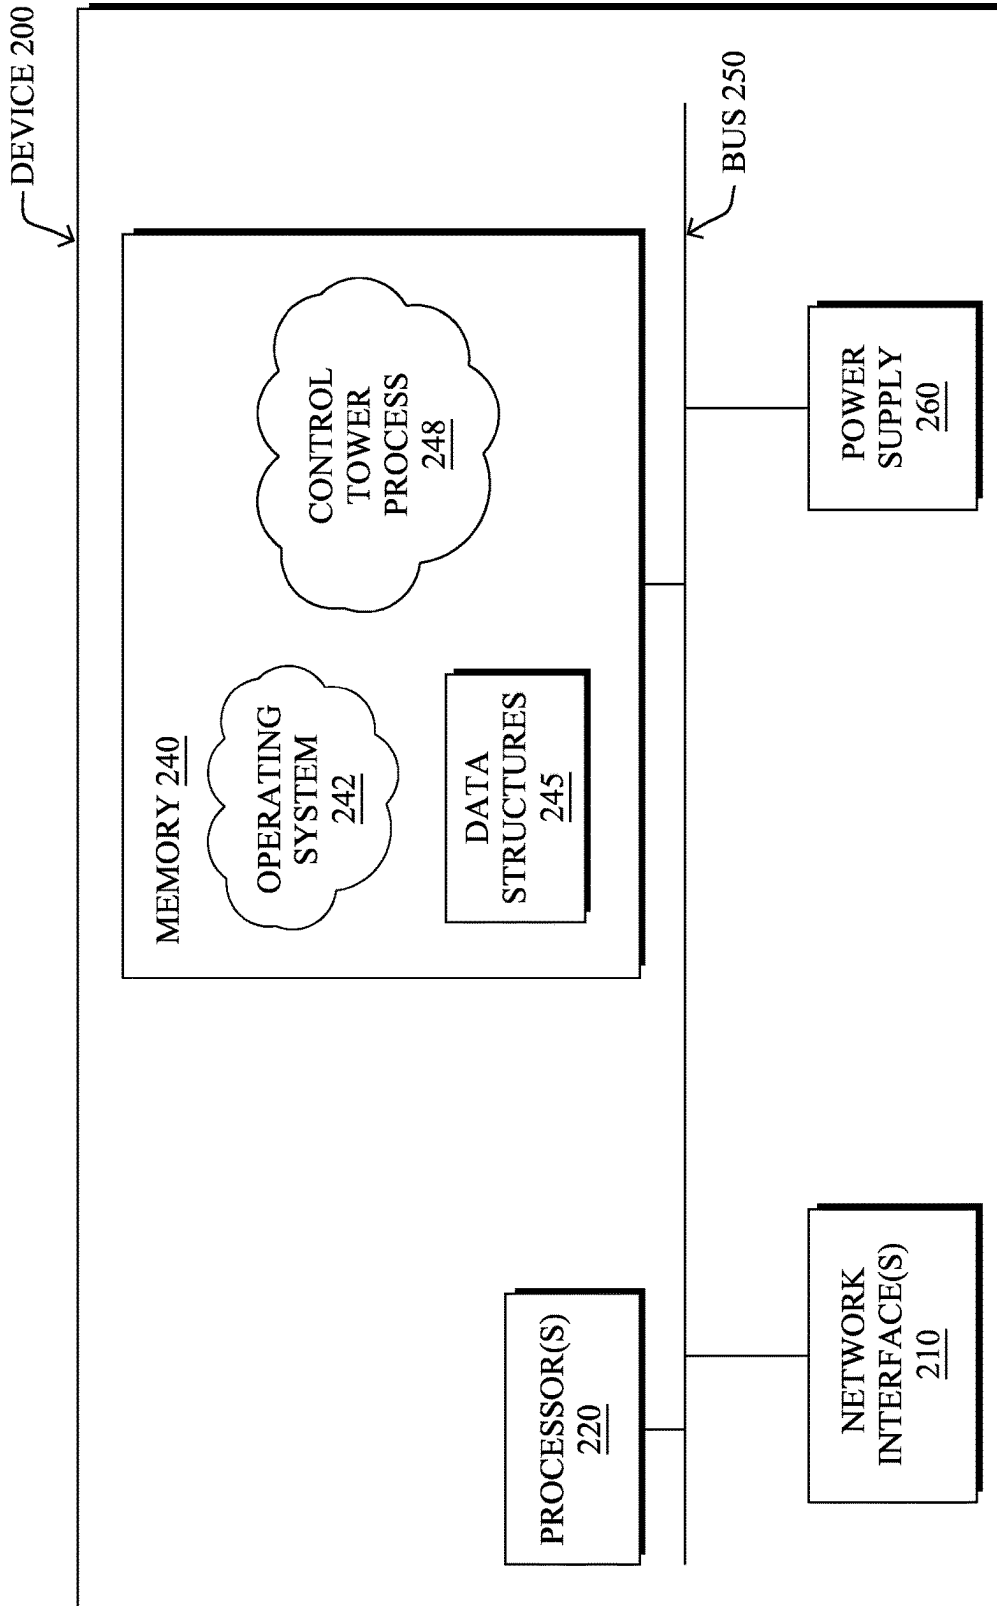 DEVICE 200
MEMORY 240
OPERATING
SYSTEM
242
CONTROL
TOWER
PROCESS
248
DATA
STRUCTURES
245
PROCESSOR(S)
220
BUS 250
NETWORK
INTERFACE(S)
210
POWER
SUPPLY
260